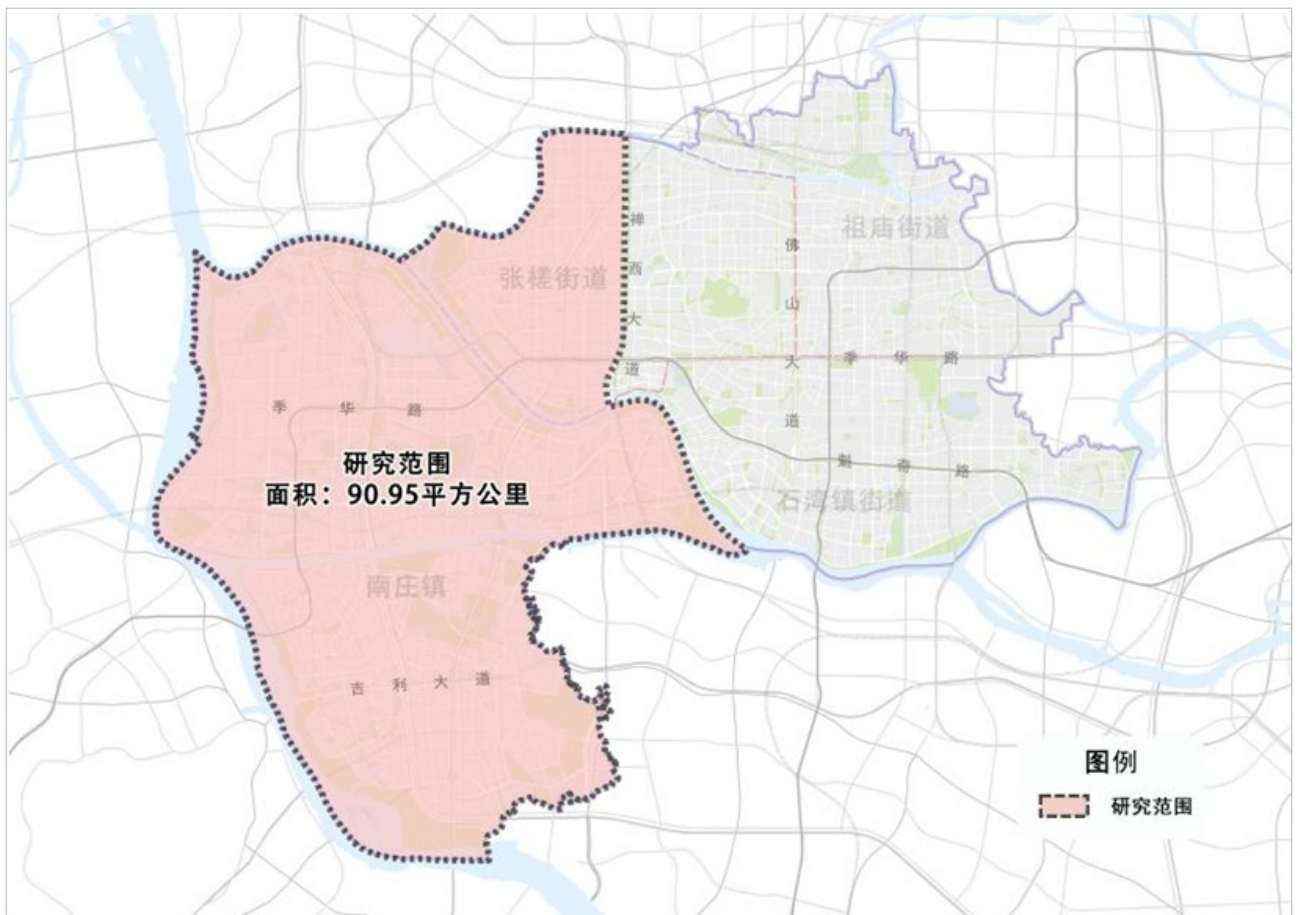 祖庙街道
张槎街道
禅西大道
佛山大道
季华路
季华路
研究范围
面积：90.95平方公里
魁奇路
石湾镇街道
南庄镇
吉利大道
图例
研究范围